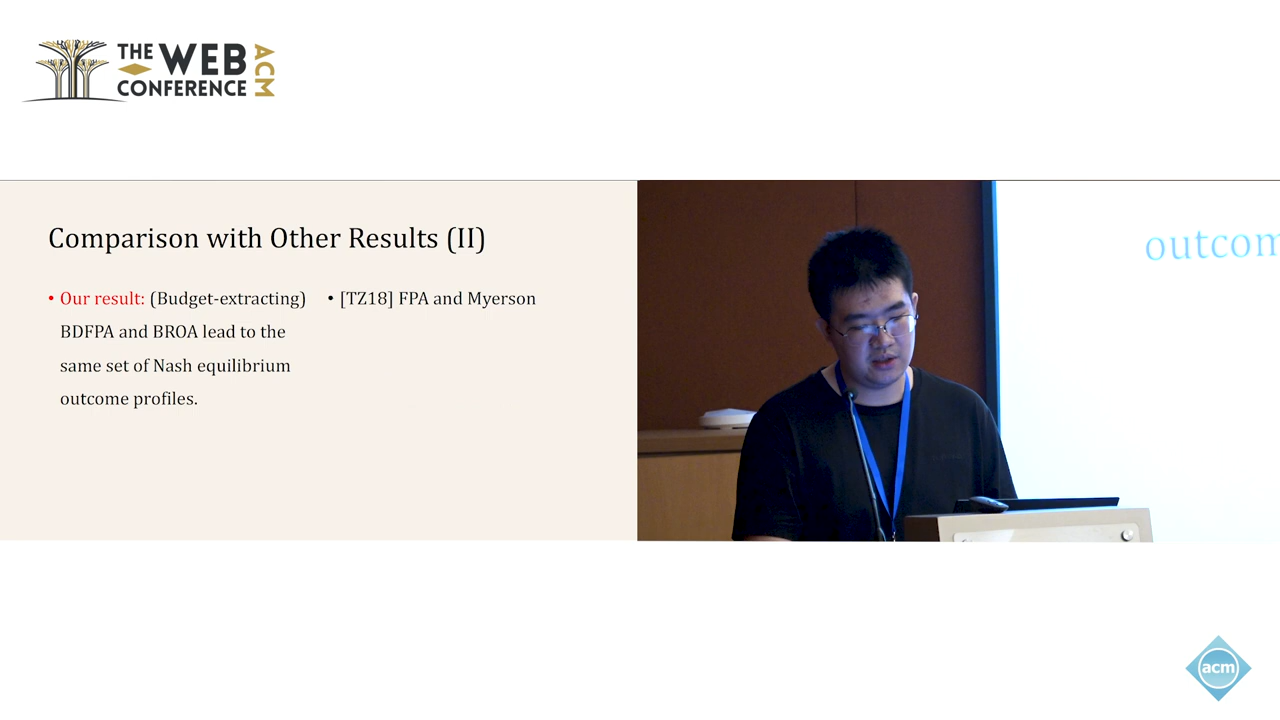 THE WEB
CONFERENCE
ACM
Comparison with Other Results (II)
• Our result: (Budget-extracting)
BDFPA and BROA lead to the
same set of Nash equilibrium
outcome profiles.
• [TZ18] FPA and Myerson
outcom
acm